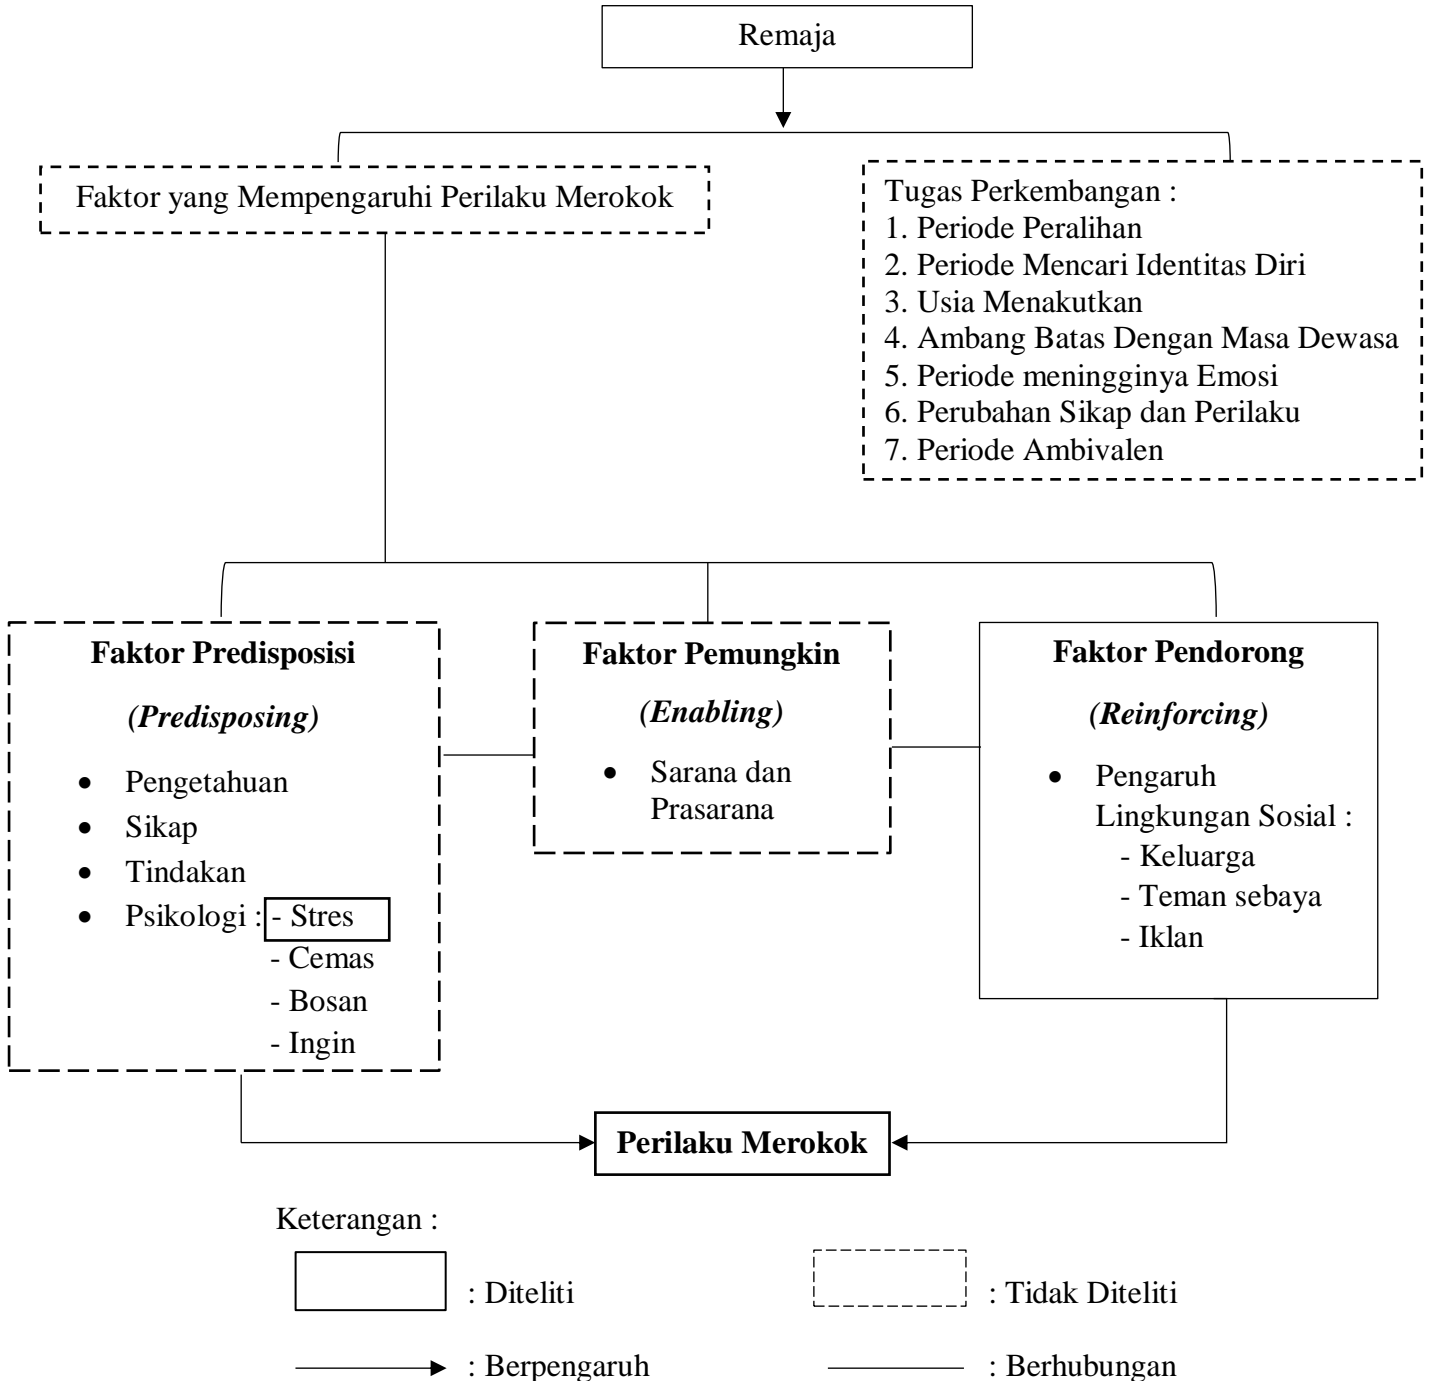 Remaja
Faktor yang Mempengaruhi Perilaku Merokok
Tugas Perkembangan :
1. Periode Peralihan
2. Periode Mencari Identitas Diri
3. Usia Menakutkan
4. Ambang Batas Dengan Masa Dewasa
5. Periode meningginya Emosi
6. Perubahan Sikap dan Perilaku
7. Periode Ambivalen
Faktor Predisposisi
(Predisposing)
• Pengetahuan
• Sikap
• Tindakan
• Psikologi : - Stres
- Cemas
- Bosan
- Ingin
Faktor Pemungkin
(Enabling)
• Sarana dan
Prasarana
Faktor Pendorong
(Reinforcing)
• Pengaruh
Lingkungan Sosial :
- Keluarga
- Teman sebaya
- Iklan
Perilaku Merokok
Keterangan :
: Diteliti
: Tidak Diteliti
: Berpengaruh
: Berhubungan